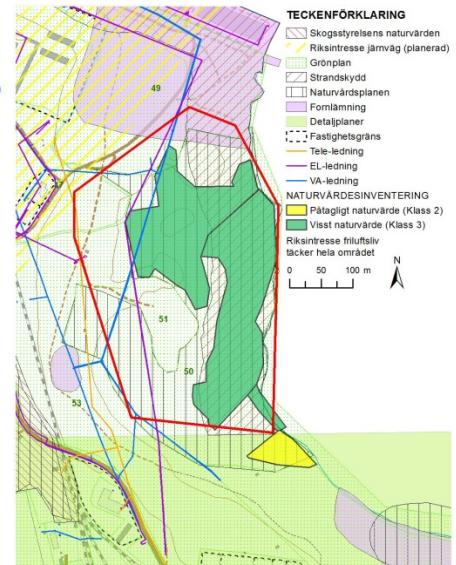 TECKENFÖRKLARING
Skogsstyrelsens naturvärden
Riksintresse järnväg (planerad)
Grönplan
Strandskydd
Naturvårdsplanen
Fornlämning
Detaljplaner
Fastighetsgräns
Tele-ledning
EL-ledning
VA-ledning
NATURVÄRDESINVENTERING
Påtagligt naturvärde (Klass 2)
Visst naturvärde (Klass 3)
Riksintresse friluftsliv
täcker hela området
0 50 100 m
N
49
51
50
53